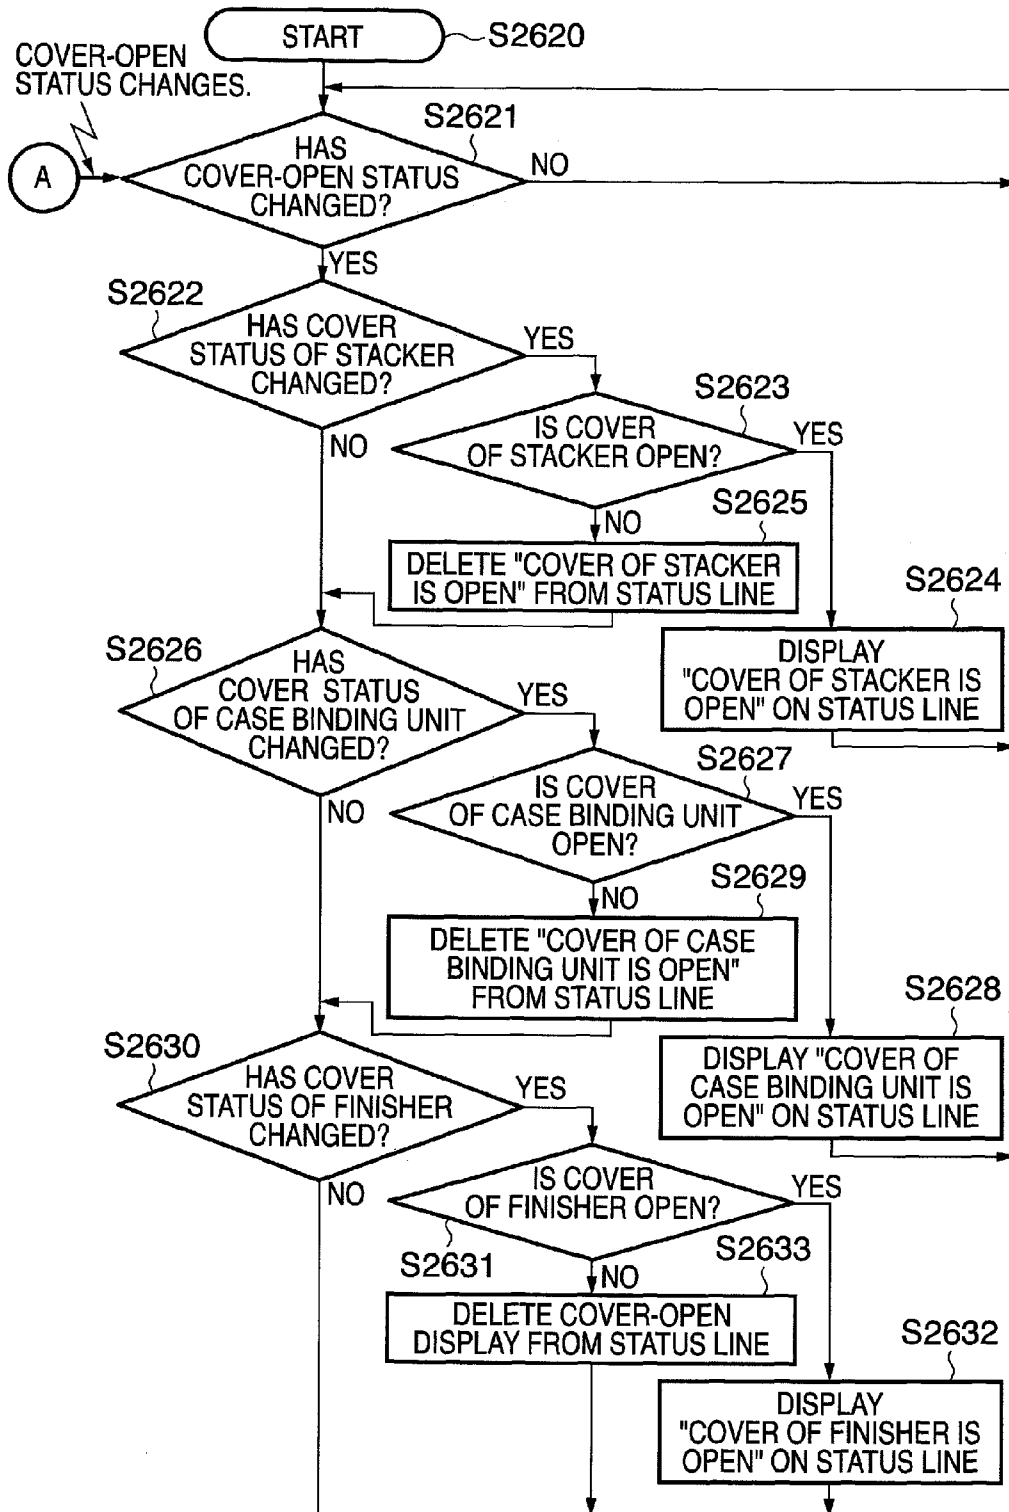 START
S2620
COVER-OPEN
STATUS CHANGES.
A
S2621
HAS
COVER-OPEN STATUS
CHANGED?
NO
YES
S2622
HAS COVER
STATUS OF STACKER
CHANGED?
YES
NO
S2623
IS COVER
OF STACKER OPEN?
YES
NO
S2625
DELETE "COVER OF STACKER
IS OPEN" FROM STATUS LINE
S2624
DISPLAY
"COVER OF STACKER IS
OPEN" ON STATUS LINE
S2626
HAS
COVER STATUS
OF CASE BINDING UNIT
CHANGED?
YES
NO
S2627
IS COVER
OF CASE BINDING UNIT
OPEN?
YES
NO
S2629
DELETE "COVER OF CASE
BINDING UNIT IS OPEN"
FROM STATUS LINE
S2628
DISPLAY "COVER OF
CASE BINDING UNIT IS
OPEN" ON STATUS LINE
S2630
HAS COVER
STATUS OF FINISHER
CHANGED?
YES
NO
IS COVER
OF FINISHER OPEN?
YES
S2631
NO
S2633
DELETE COVER-OPEN
DISPLAY FROM STATUS LINE
S2632
DISPLAY
"COVER OF FINISHER IS
OPEN" ON STATUS LINE